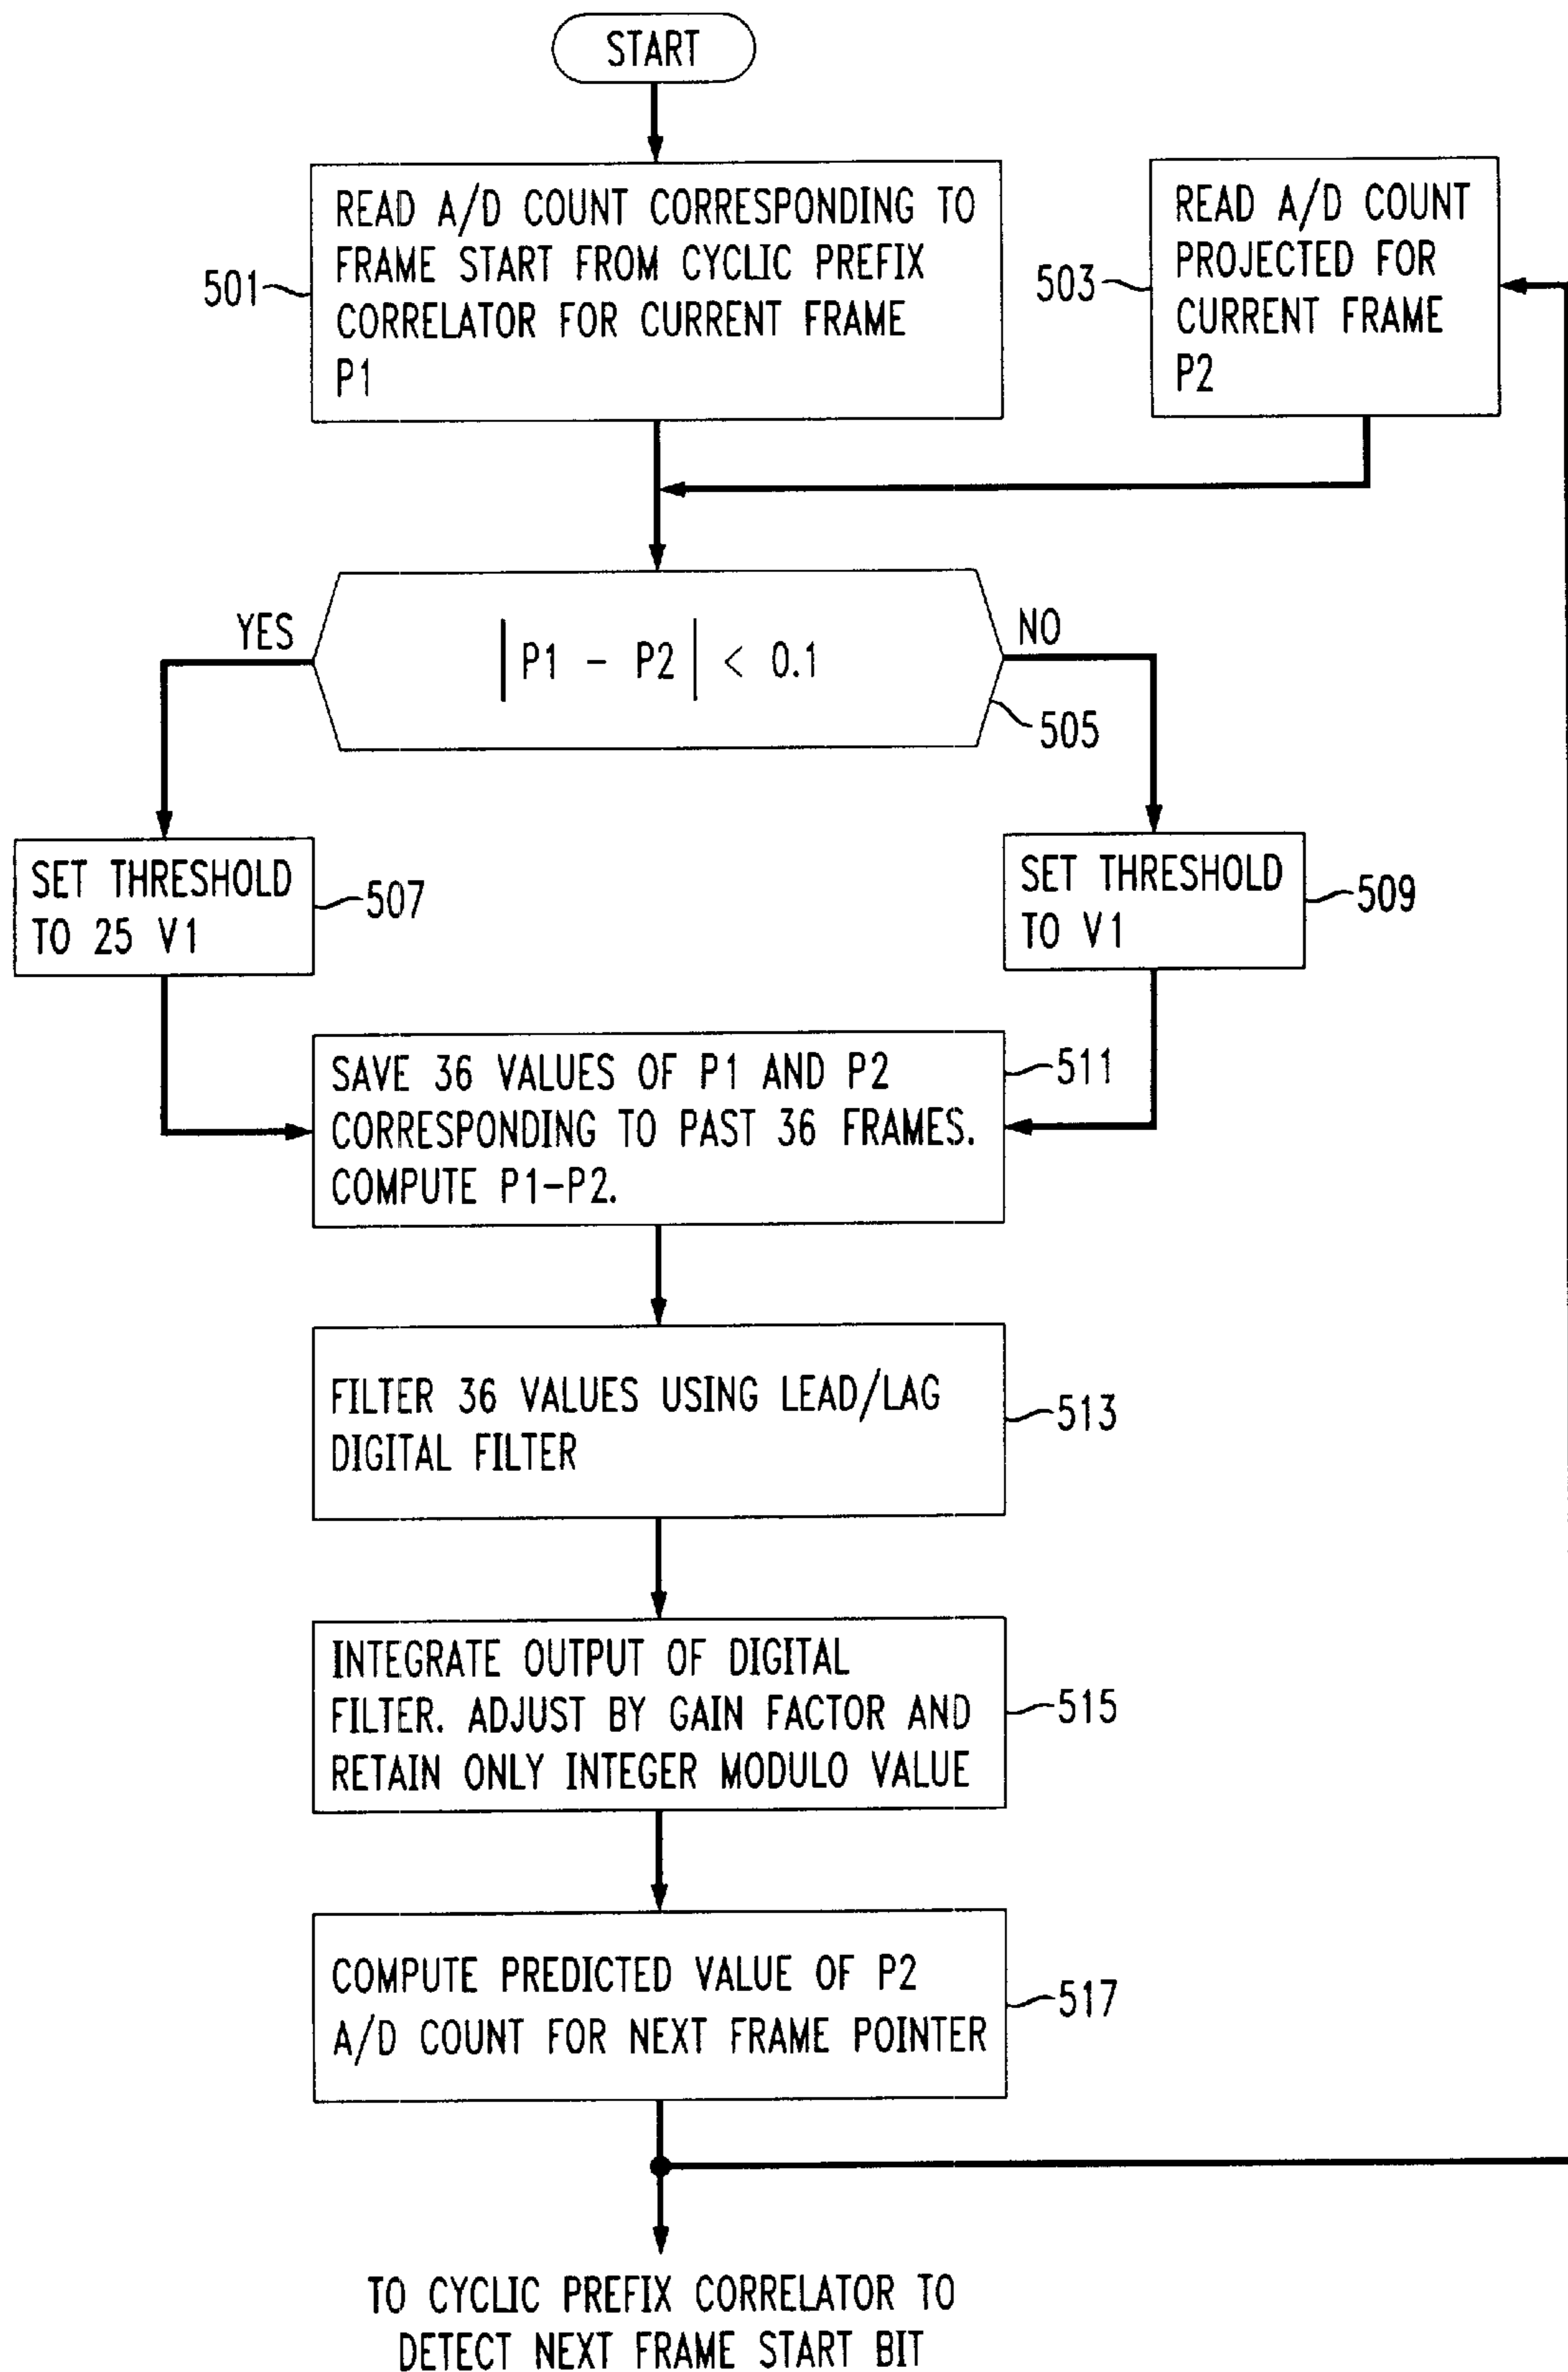 START
READ A/D COUNT CORRESPONDING TO
FRAME START FROM CYCLIC PREFIX
CORRELATOR FOR CURRENT FRAME
P1
501
READ A/D COUNT
PROJECTED FOR
CURRENT FRAME
P2
503
YES
|P1 - P2| < 0.1
NO
505
SET THRESHOLD
TO 25 V1
507
SET THRESHOLD
TO V1
509
SAVE 36 VALUES OF P1 AND P2
CORRESPONDING TO PAST 36 FRAMES.
COMPUTE P1-P2.
511
FILTER 36 VALUES USING LEAD/LAG
DIGITAL FILTER
513
INTEGRATE OUTPUT OF DIGITAL
FILTER. ADJUST BY GAIN FACTOR AND
RETAIN ONLY INTEGER MODULO VALUE
515
COMPUTE PREDICTED VALUE OF P2
A/D COUNT FOR NEXT FRAME POINTER
517
TO CYCLIC PREFIX CORRELATOR TO
DETECT NEXT FRAME START BIT